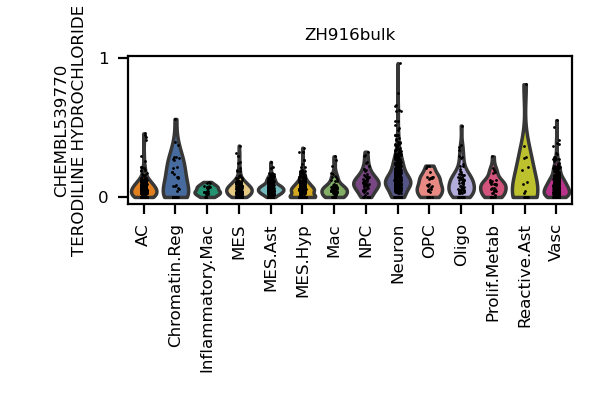 ZH916bulk
CHEMBL539770
TERODILINE HYDROCHLORIDE
1
0
AC
Chromatin.Reg
Inflammatory.Mac
MES
MES.Ast
MES.Hyp
Mac
NPC
Neuron
OPC
Oligo
Prolif.Metab
Reactive.Ast
Vasc